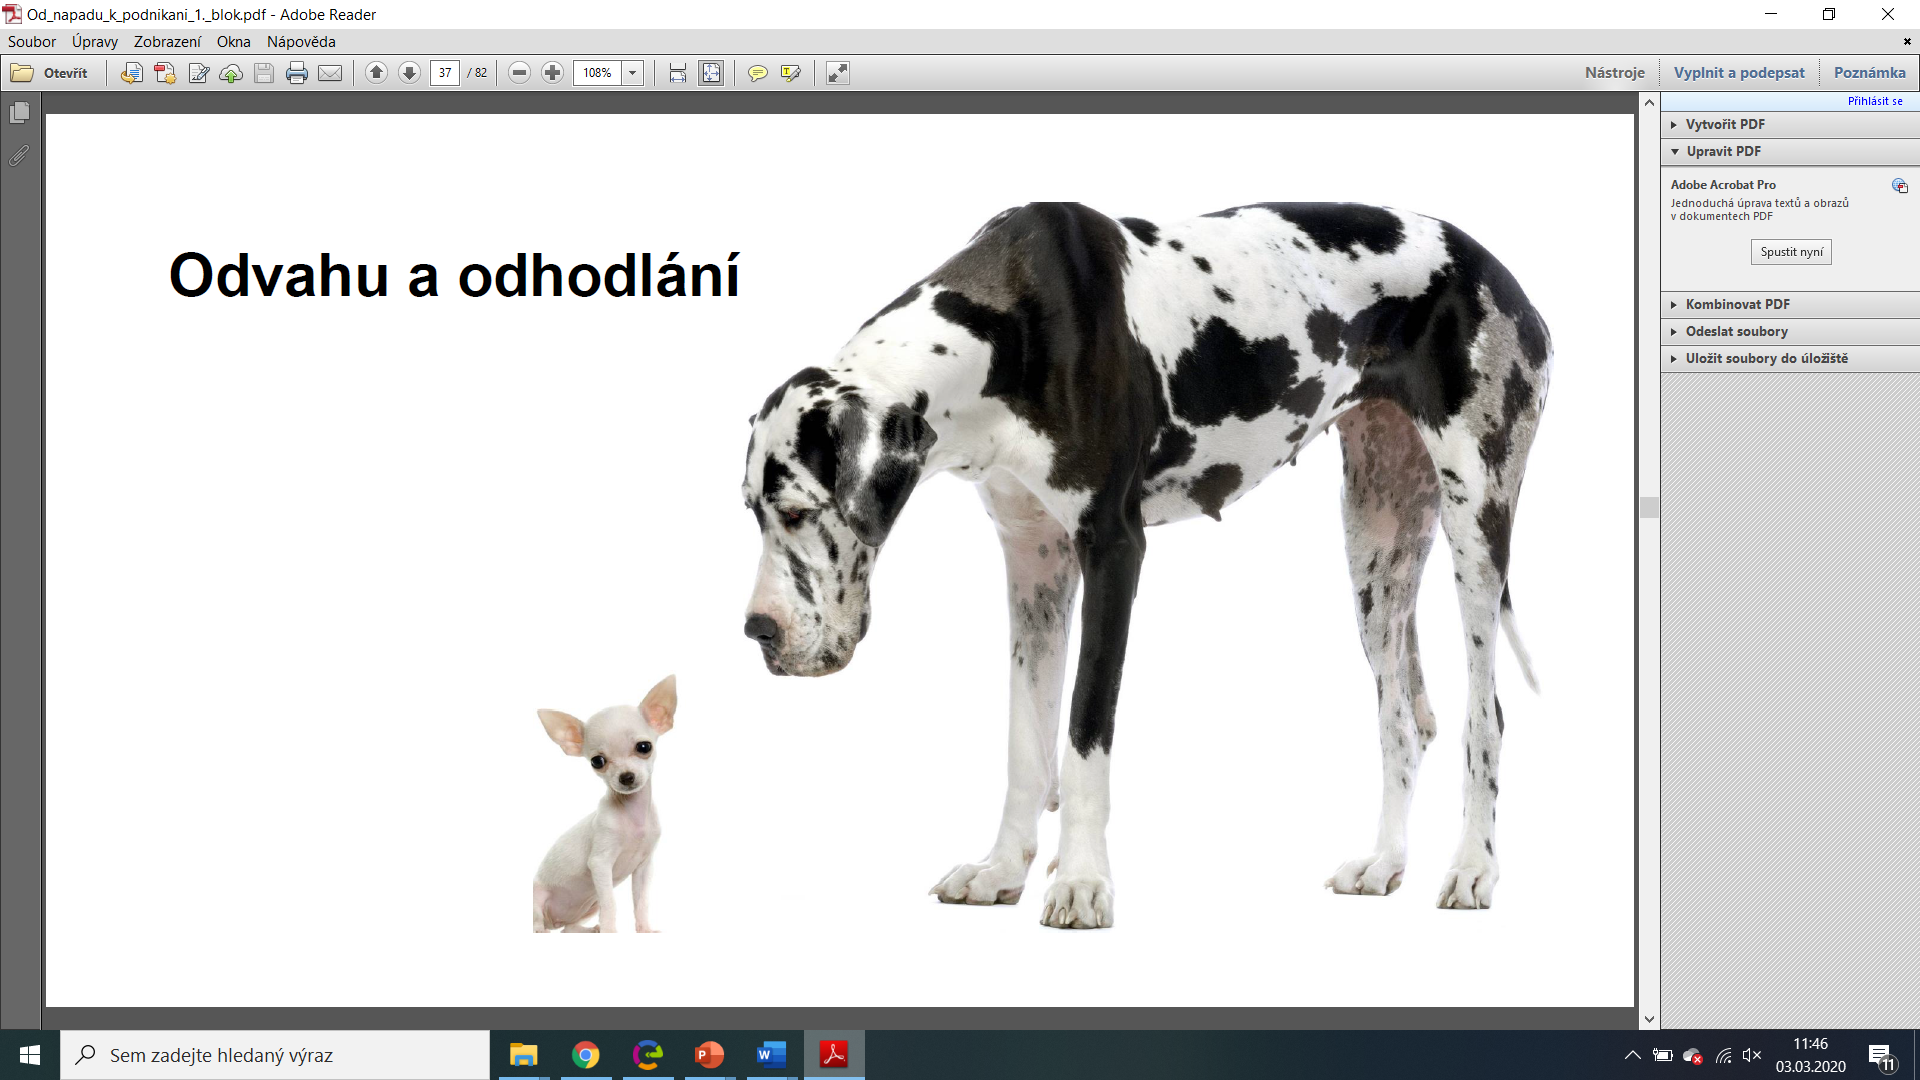 Od_napadu_k_podnikani_1._blok.pdf - Adobe Reader
Soubor Úpravy Zobrazení Okna Nápověda
Otevřít 37 / 82 108% Nástroje Vyplnit a podepsat Poznámka
Přihlásit se
Vytvořit PDF
Upravit PDF
Adobe Acrobat Pro
Jednoduchá úprava textů a obrazů
v dokumentech PDF
Spustit nyní
Kombinovat PDF
Odeslat soubory
Uložit soubory do úložiště
Odvahu a odhodlání
Sem zadejte hledaný výraz
11:46
03.03.2020
11